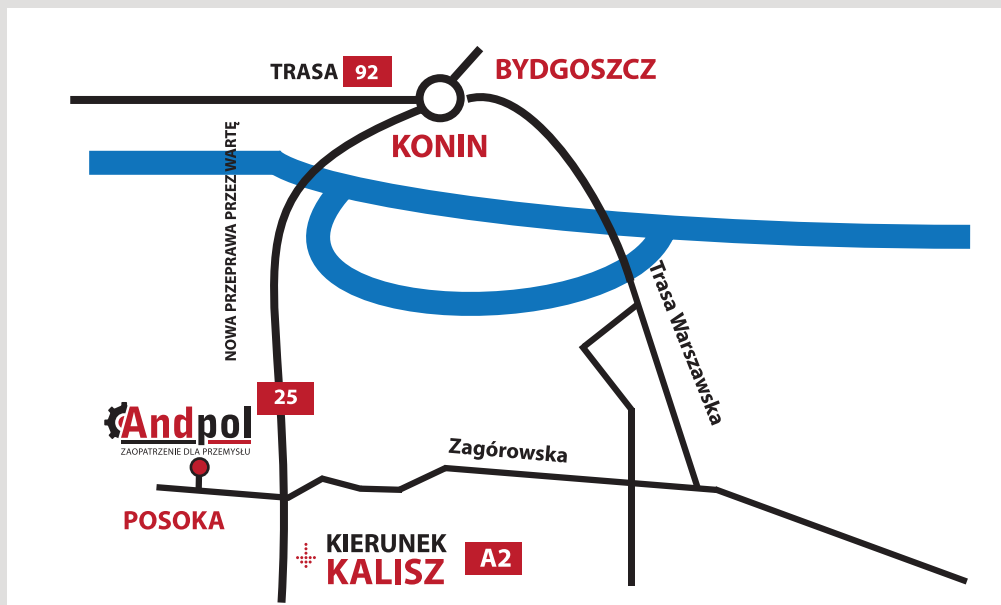 TRASA 92
BYDGOSZCZ
KONIN
NOWA PRZEPRAWA PRZEZ WARTĘ
Trasa Warszawska
25
Andpol
ZAOPATRZENIE DLA PRZEMYSŁU
Zagórowska
POSOKA
KIERUNEK
KALISZ
A2